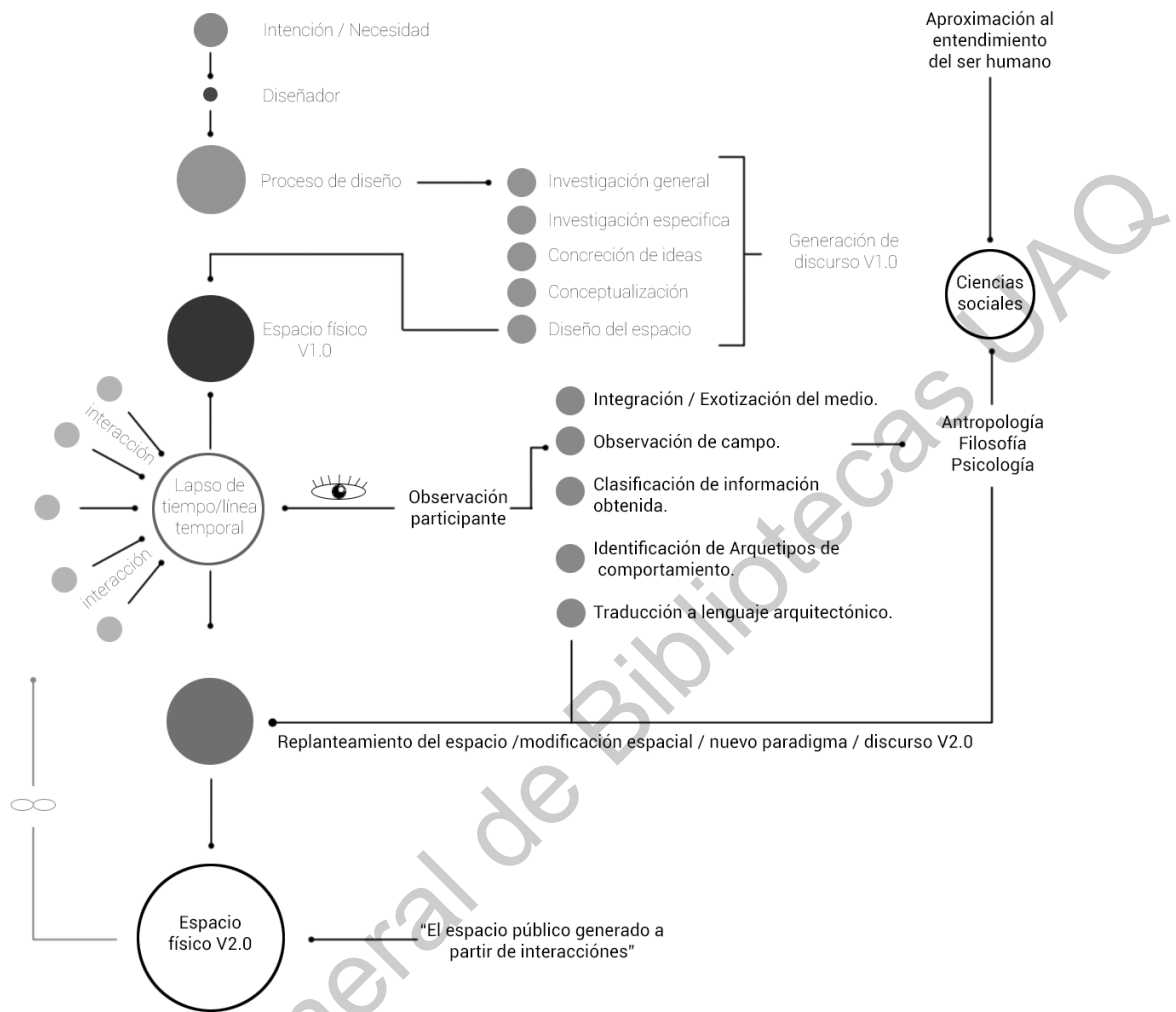 Intención / Necesidad
Diseñador
Proceso de diseño
Investigación general
Investigación especifica
Concreción de ideas
Conceptualización
Diseño del espacio
Generación de
discurso V1.0
Aproximación al
entendimiento
del ser humano
Ciencias
sociales
Antropología
Filosofía
Psicología
Espacio físico
V1.0
interacción
interacción
Lapso de
tiempo/línea
temporal
Observación
participante
Integración / Exotización del medio.
Observación de campo.
Clasificación de información
obtenida.
Identificación de Arquetipos de
comportamiento.
Traducción a lenguaje arquitectónico.
Replanteamiento del espacio /modificación espacial / nuevo paradigma / discurso V2.0
Espacio
físico V2.0
“El espacio público generado a
partir de interacciónes”
neral de Bibliotecas UAQ